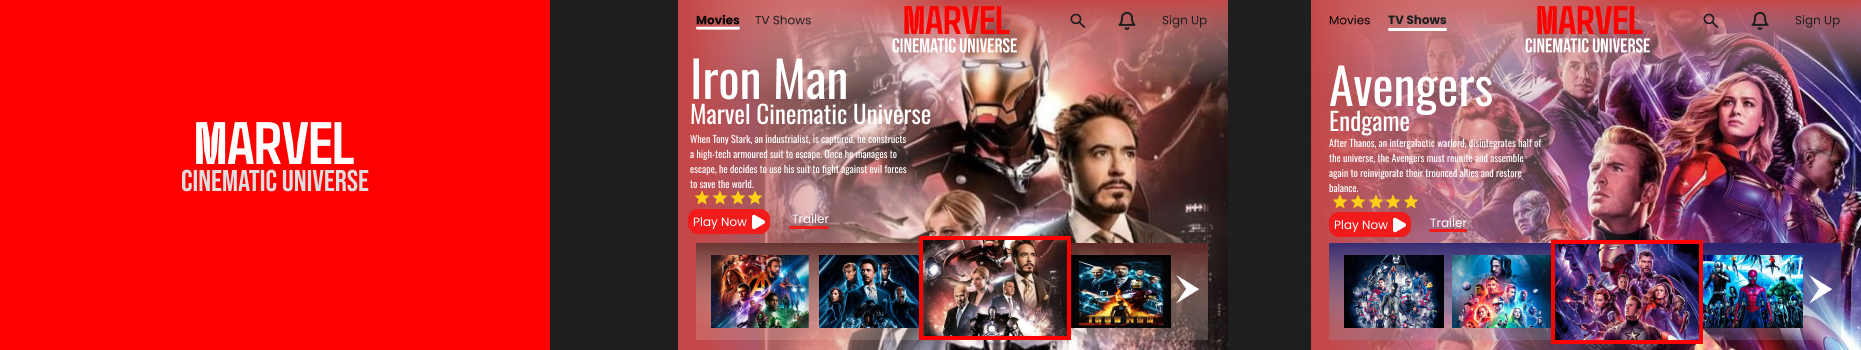 MARVEL
CINEMATIC UNIVERSE
Movies TV Shows
MARVEL
CINEMATIC UNIVERSE
Sign Up
Iron Man
Marvel Cinematic Universe
When Tony Stark, an industrialist, is captured, he constructs
a high-tech armoured suit to escape. Once he manages to
escape, he decides to use his suit to fight against evil forces
to save the world.
Play Now
Trailer
Movies TV Shows
MARVEL
CINEMATIC UNIVERSE
Sign Up
Avengers
Endgame
After Thanos, an intergalactic warlord, disintegrates half of
the universe, the Avengers must reunite and assemble
again to reinvigorate their trounced allies and restore
balance.
Play Now
Trailer